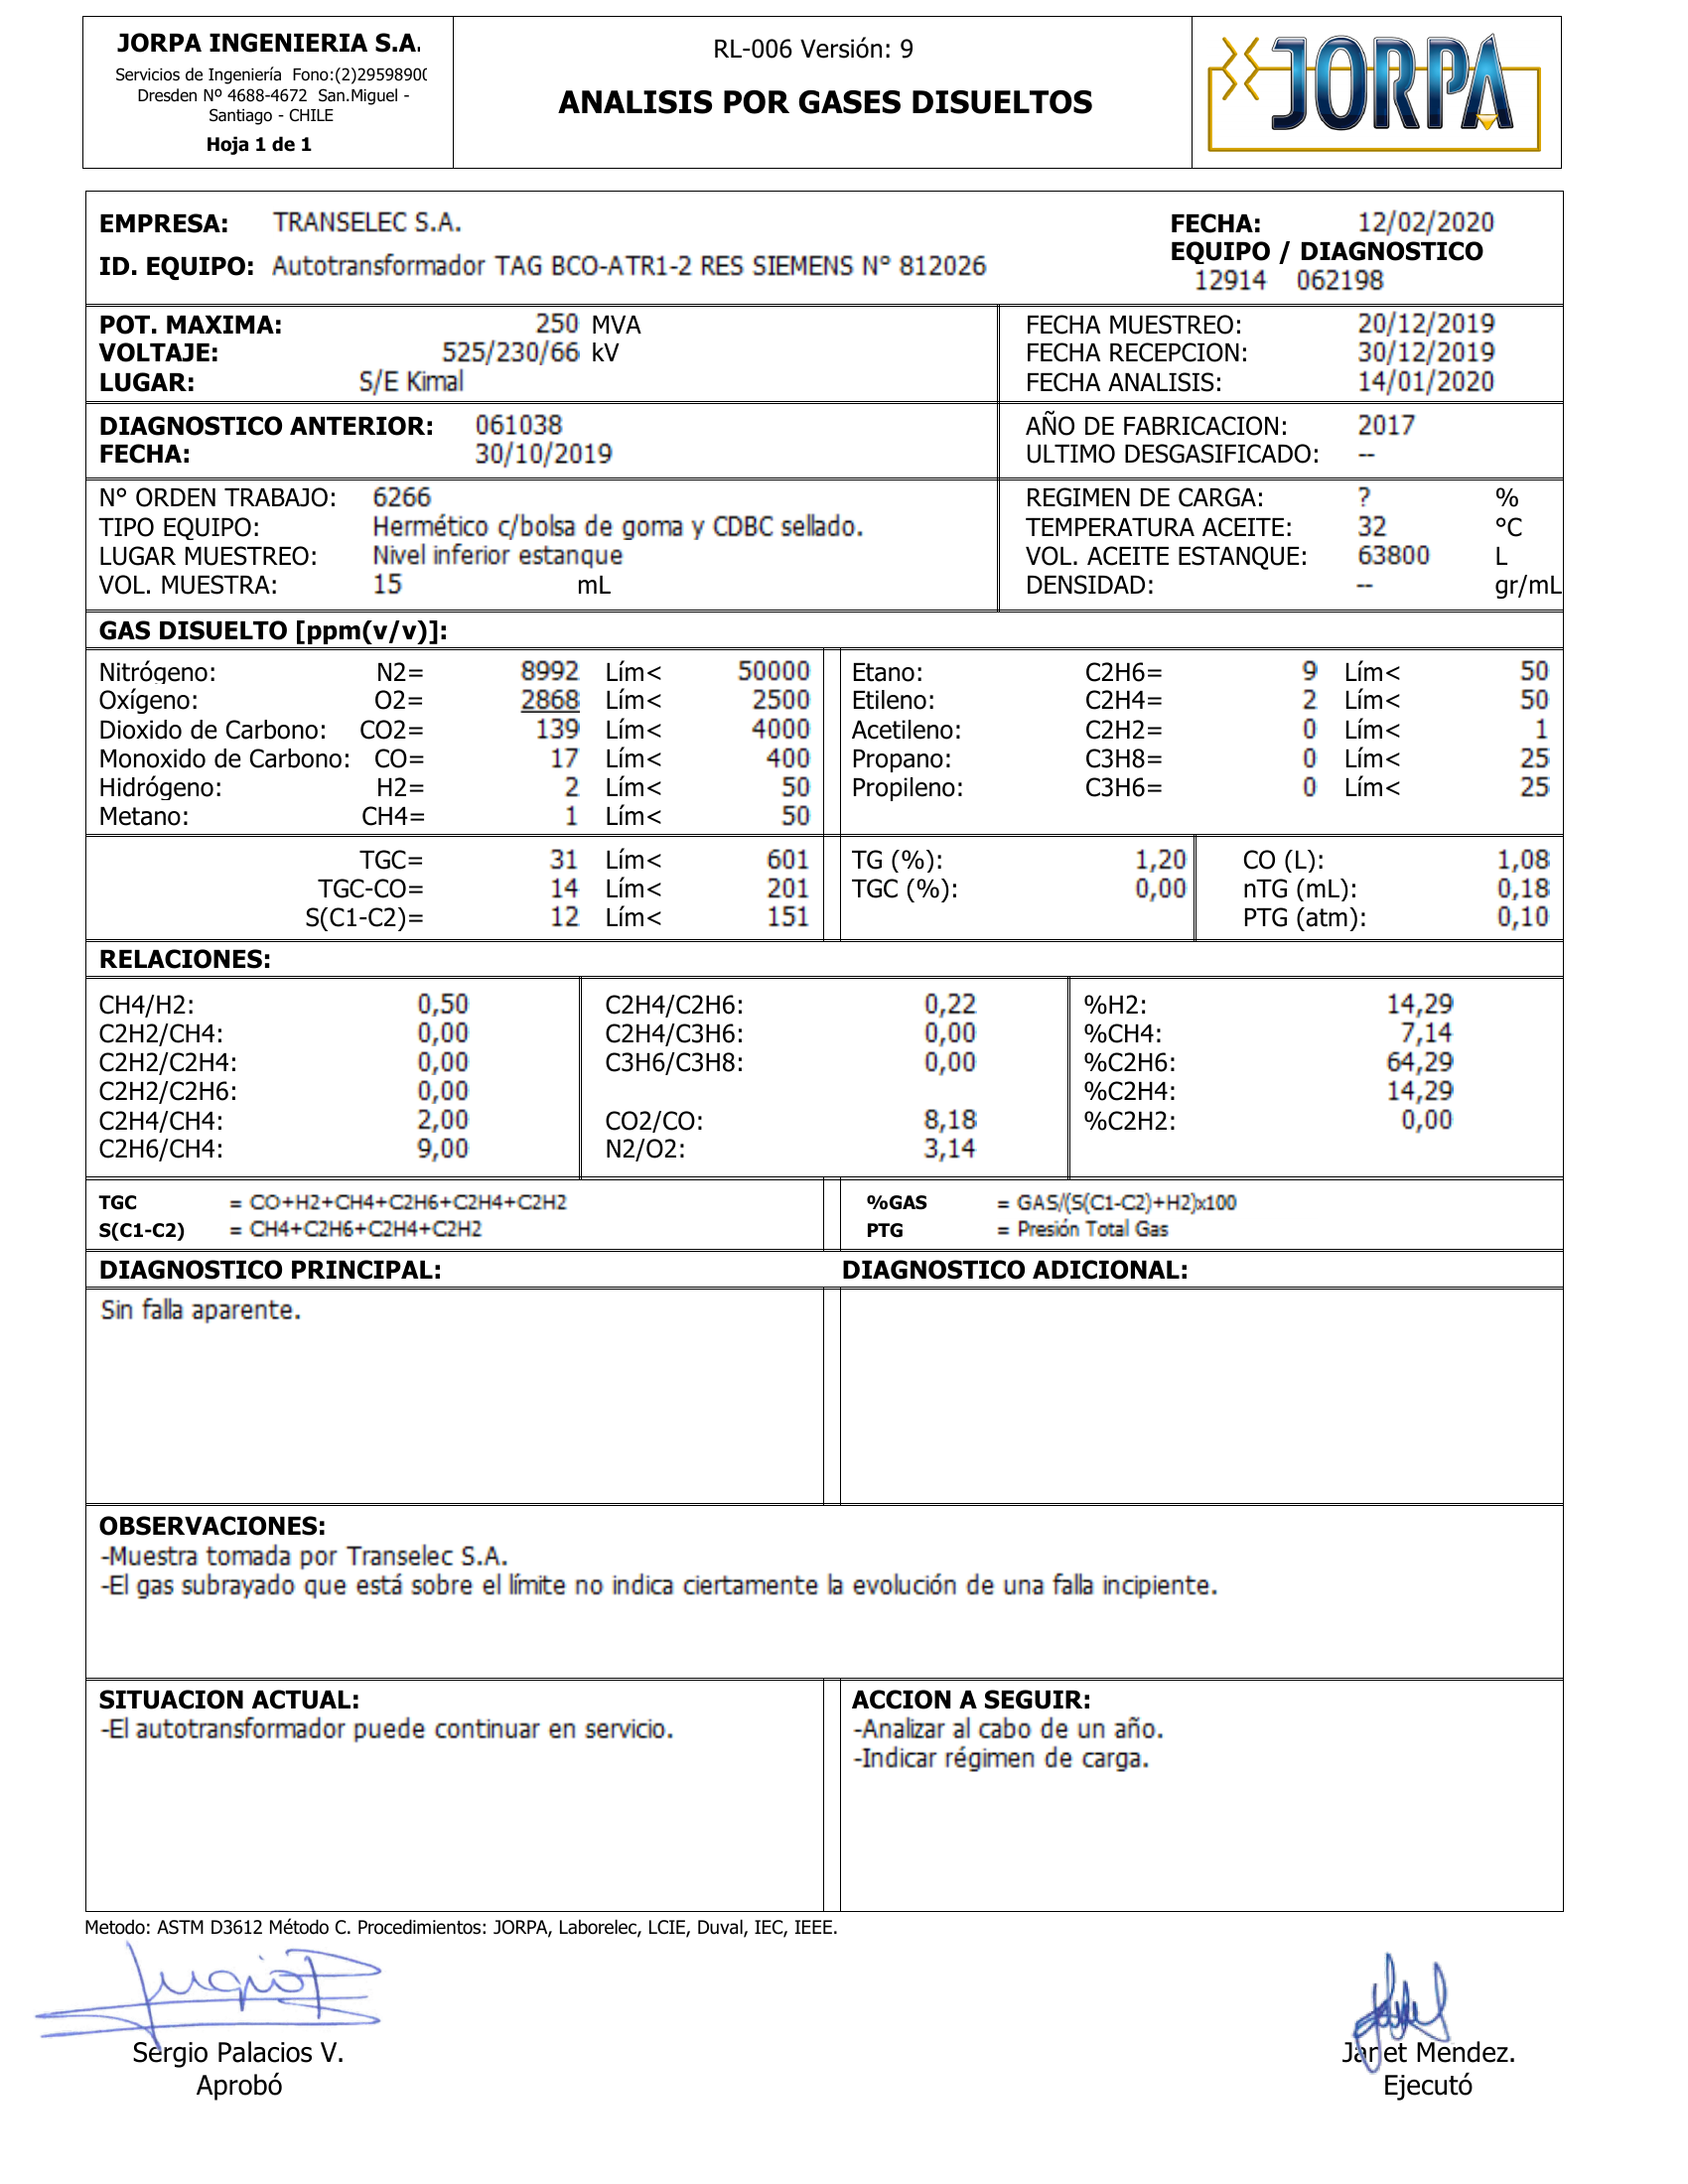 JORPA INGENIERIA S.A.
Servicios de Ingeniería Fono:(2)29598900
Dresden Nº 4688-4672 San.Miguel -
Santiago - CHILE
Hoja 1 de 1
RL-006 Versión: 9
ANALISIS POR GASES DISUELTOS
JORPA
EMPRESA: TRANSELEC S.A.
ID. EQUIPO: Autotransformador TAG BCO-ATR1-2 RES SIEMENS N° 812026
FECHA: 12/02/2020
EQUIPO / DIAGNOSTICO
12914 062198
POT. MAXIMA: 250 MVA
VOLTAJE: 525/230/66 kV
LUGAR: S/E Kimal
FECHA MUESTREO: 20/12/2019
FECHA RECEPCION: 30/12/2019
FECHA ANALISIS: 14/01/2020
DIAGNOSTICO ANTERIOR: 061038
FECHA: 30/10/2019
AÑO DE FABRICACION: 2017
ULTIMO DESGASIFICADO: --
N° ORDEN TRABAJO: 6266
TIPO EQUIPO: Hermético c/bolsa de goma y CDBC sellado.
LUGAR MUESTREO: Nivel inferior estanque
VOL. MUESTRA: 15 mL
REGIMEN DE CARGA: ? %
TEMPERATURA ACEITE: 32 °C
VOL. ACEITE ESTANQUE: 63800 L
DENSIDAD: -- gr/mL
GAS DISUELTO [ppm(v/v)]:
Nitrógeno: N2= 8992 Lím< 50000
Oxígeno: O2= 2868 Lím< 2500
Dioxido de Carbono: CO2= 139 Lím< 4000
Monoxido de Carbono: CO= 17 Lím< 400
Hidrógeno: H2= 2 Lím< 50
Metano: CH4= 1 Lím< 50
Etano: C2H6= 9 Lím< 50
Etileno: C2H4= 2 Lím< 50
Acetileno: C2H2= 0 Lím< 1
Propano: C3H8= 0 Lím< 25
Propileno: C3H6= 0 Lím< 25
TGC= 31 Lím< 601
TGC-CO= 14 Lím< 201
S(C1-C2)= 12 Lím< 151
TG (%): 1,20
TGC (%): 0,00
CO (L): 1,08
nTG (mL): 0,18
PTG (atm): 0,10
RELACIONES:
CH4/H2: 0,50
C2H2/CH4: 0,00
C2H2/C2H4: 0,00
C2H2/C2H6: 0,00
C2H4/CH4: 2,00
C2H6/CH4: 9,00
C2H4/C2H6: 0,22
C2H4/C3H6: 0,00
C3H6/C3H8: 0,00
CO2/CO: 8,18
N2/O2: 3,14
%H2: 14,29
%CH4: 7,14
%C2H6: 64,29
%C2H4: 14,29
%C2H2: 0,00
TGC = CO+H2+CH4+C2H6+C2H4+C2H2
S(C1-C2) = CH4+C2H6+C2H4+C2H2
%GAS = GAS/(S(C1-C2)+H2)x100
PTG = Presión Total Gas
DIAGNOSTICO PRINCIPAL:
Sin falla aparente.
DIAGNOSTICO ADICIONAL:
OBSERVACIONES:
-Muestra tomada por Transelec S.A.
-El gas subrayado que está sobre el límite no indica ciertamente la evolución de una falla incipiente.
SITUACION ACTUAL:
-El autotransformador puede continuar en servicio.
ACCION A SEGUIR:
-Analizar al cabo de un año.
-Indicar régimen de carga.
Metodo: ASTM D3612 Método C. Procedimientos: JORPA, Laborelec, LCIE, Duval, IEC, IEEE.
Sergio Palacios V.
Aprobó
Janet Mendez.
Ejecutó